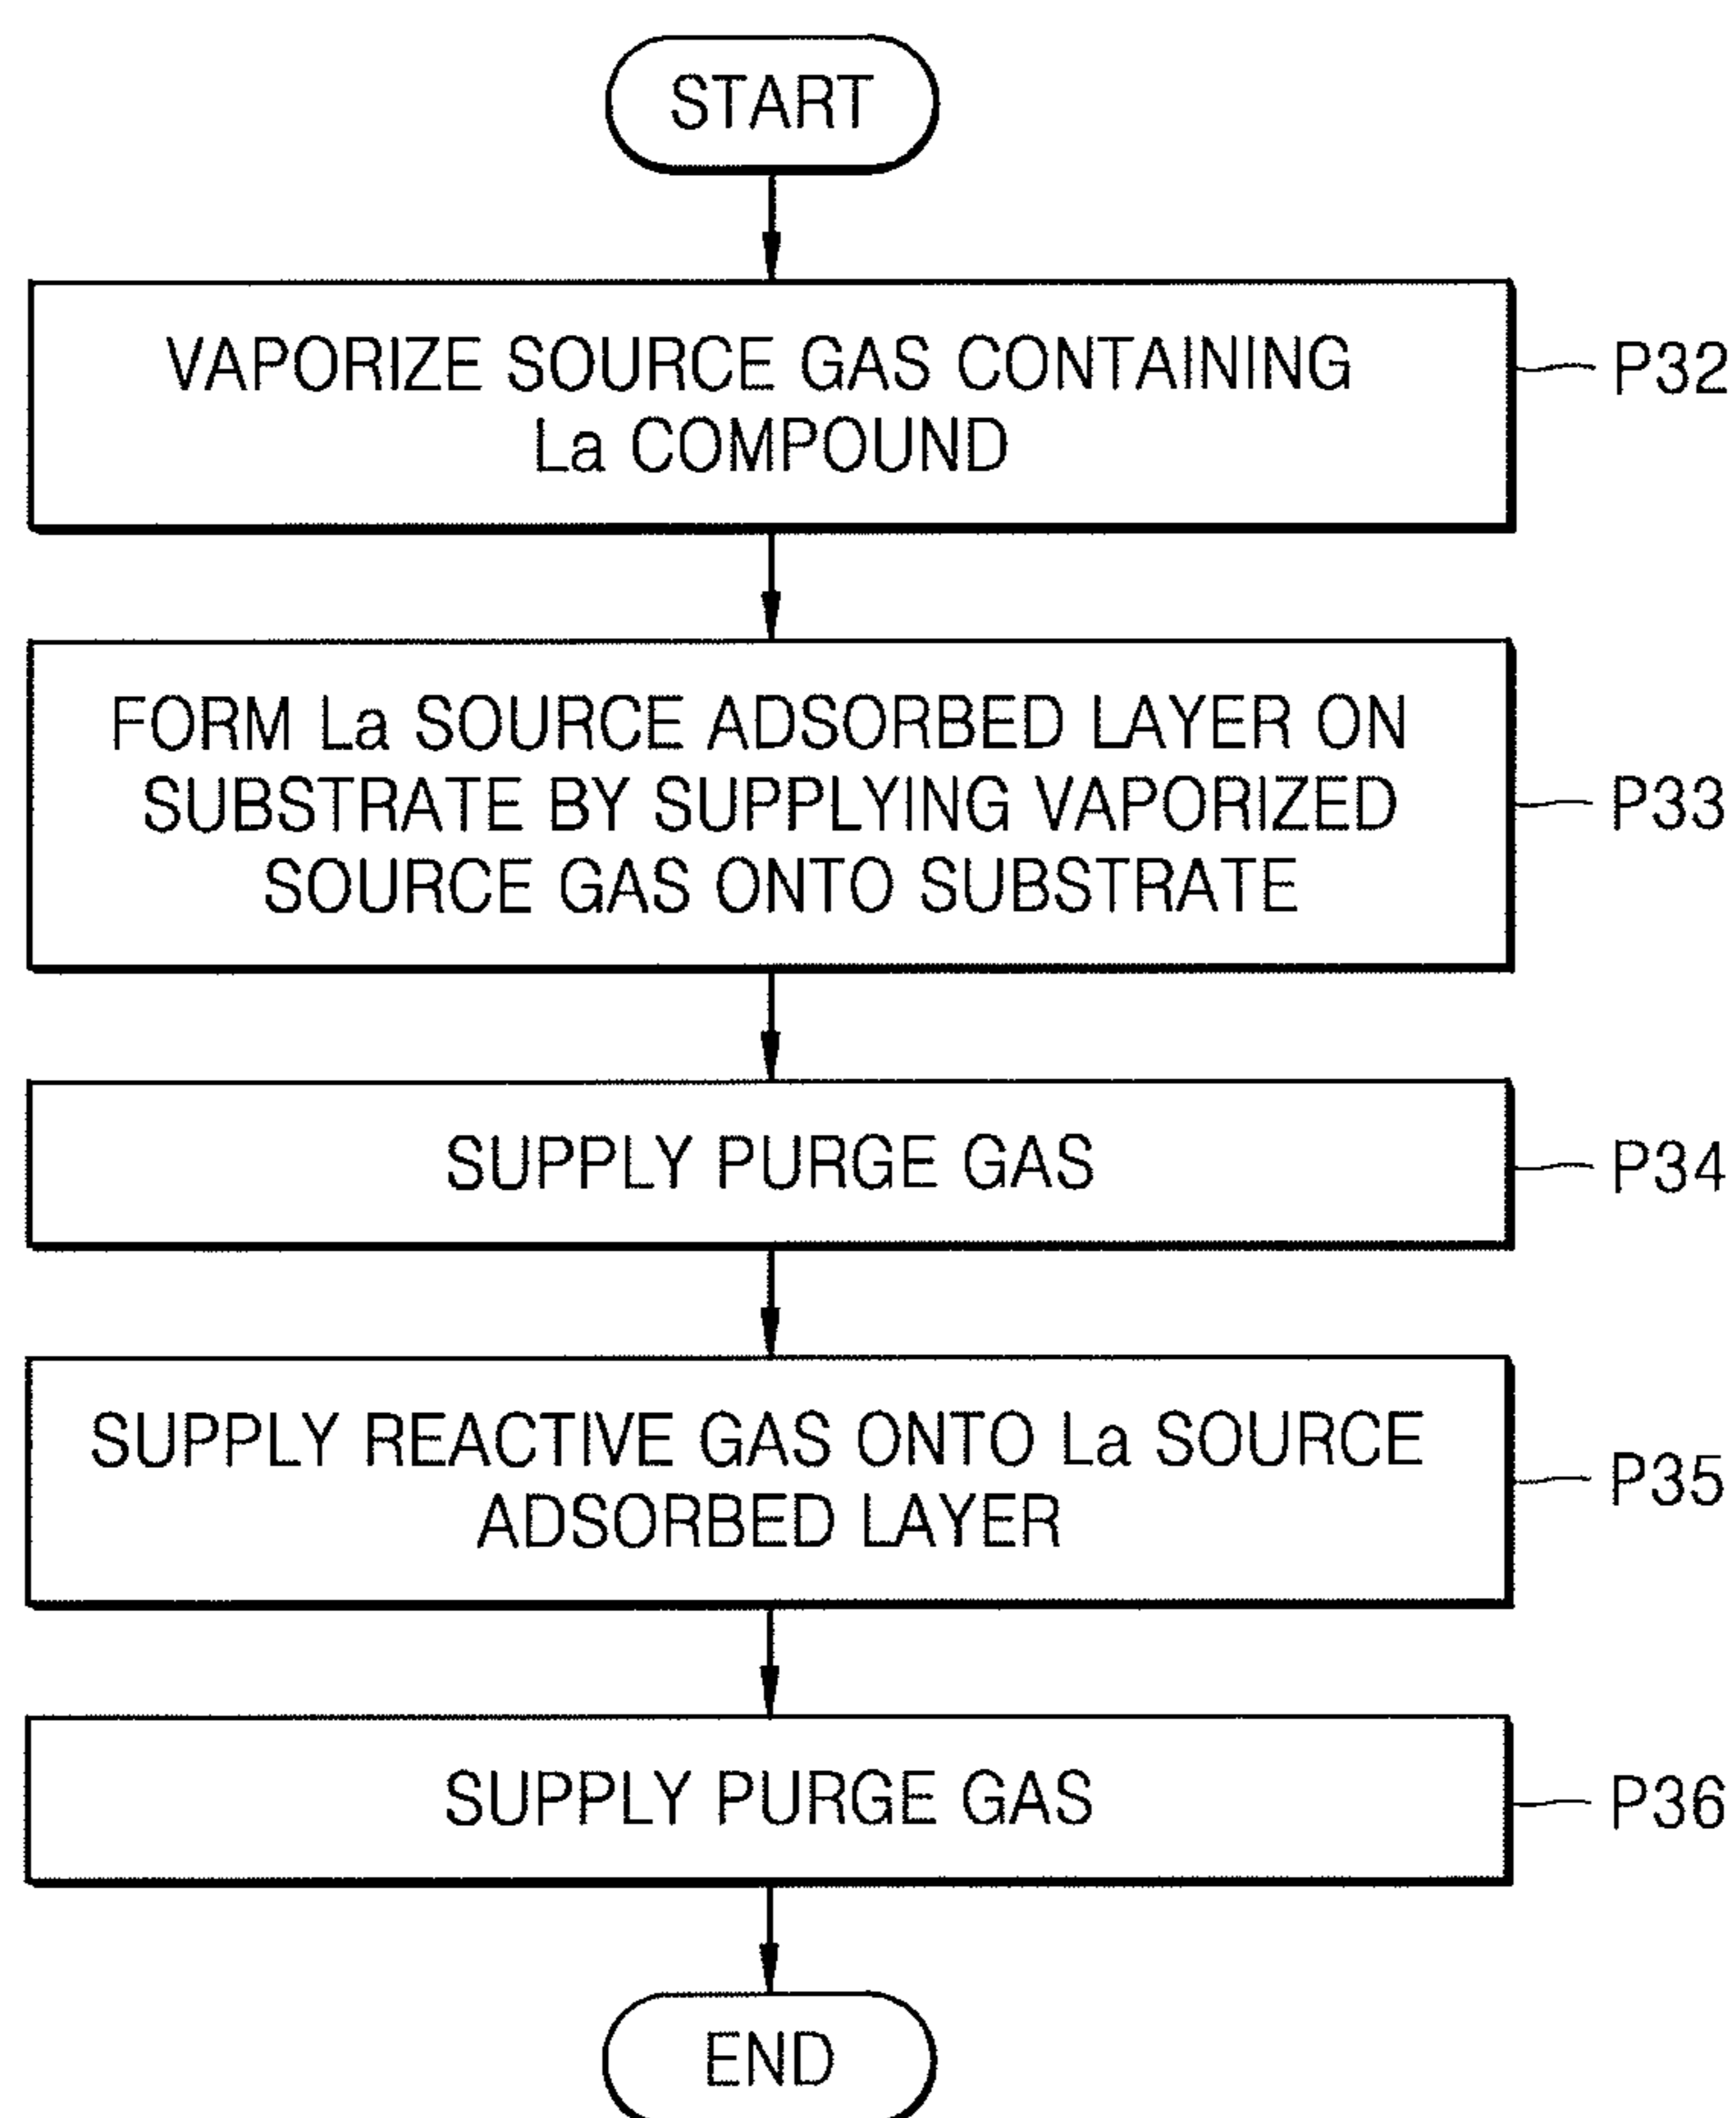 START
VAPORIZE SOURCE GAS CONTAINING
La COMPOUND
P32
FORM La SOURCE ADSORBED LAYER ON
SUBSTRATE BY SUPPLYING VAPORIZED
SOURCE GAS ONTO SUBSTRATE
P33
SUPPLY PURGE GAS
P34
SUPPLY REACTIVE GAS ONTO La SOURCE
ADSORBED LAYER
P35
SUPPLY PURGE GAS
P36
END